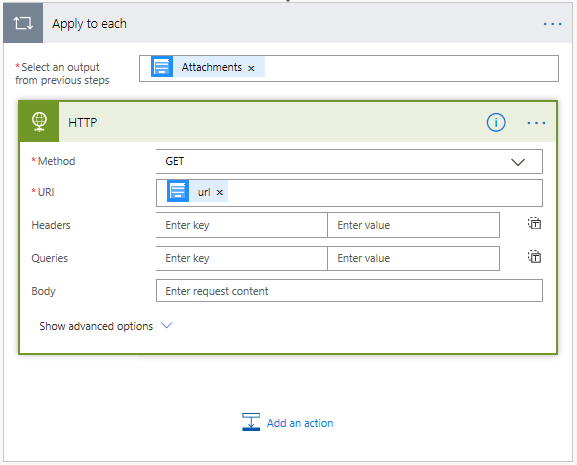 Apply to each
...
*Select an output
from previous steps
Attachments ×
HTTP
...
*Method
GET
*URI
url ×
Headers
Enter key
Enter value
Queries
Enter key
Enter value
Body
Enter request content
Show advanced options
Add an action